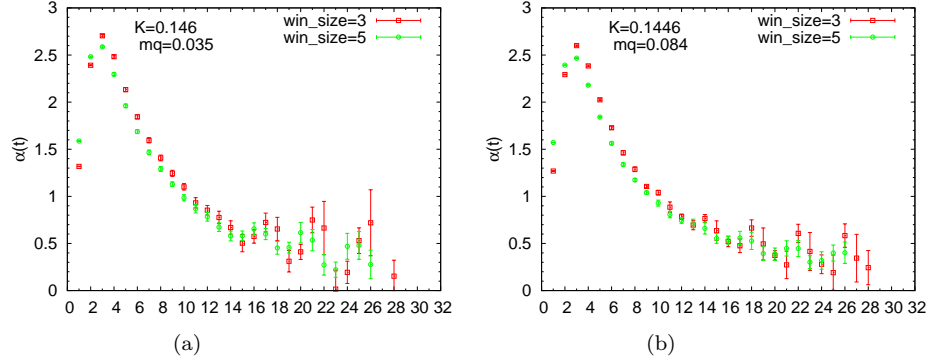 K=0.146
mq=0.035
win_size=3
win_size=5
3
2.5
2
1.5
1
0.5
0
α(t)
0 2 4 6 8 10 12 14 16 18 20 22 24 26 28 30 32
(a)
K=0.1446
mq=0.084
win_size=3
win_size=5
3
2.5
2
1.5
1
0.5
0
α(t)
0 2 4 6 8 10 12 14 16 18 20 22 24 26 28 30 32
(b)